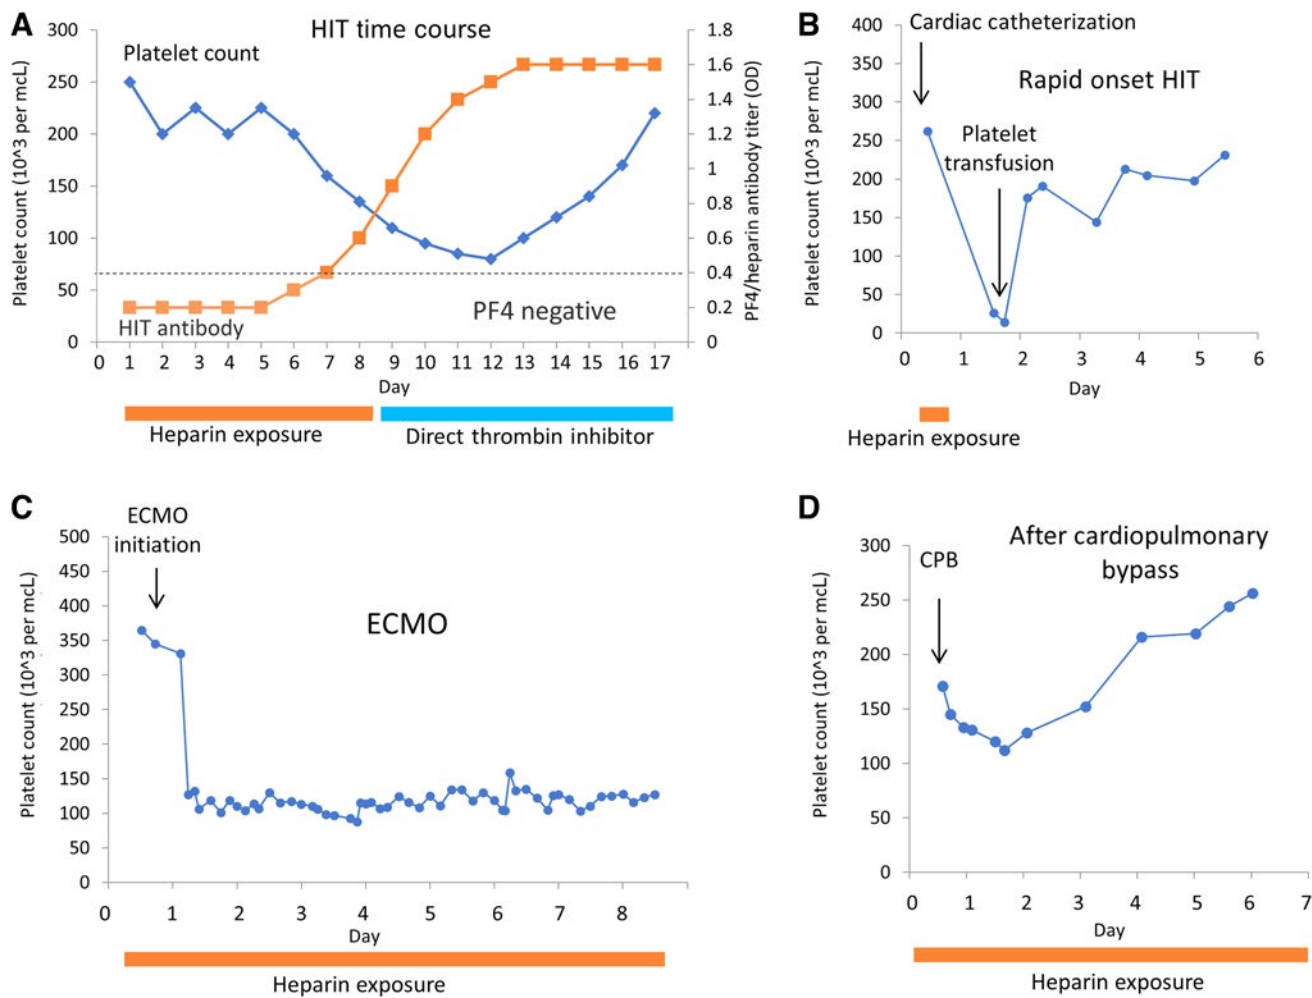 A
HIT time course
Platelet count
Platelet count (10^3 per mcL)
300
250
200
150
100
50
0
1.8
1.6
1.4
1.2
1
0.8
0.6
0.4
0.2
0
PF4/heparin antibody titer (OD)
PF4 negative
HIT antibody
0 1 2 3 4 5 6 7 8 9 10 11 12 13 14 15 16 17
Day
Heparin exposure
Direct thrombin inhibitor
B
Cardiac catheterization
Rapid onset HIT
Platelet
transfusion
Platelet count (10^3 per mcL)
400
350
300
250
200
150
100
50
0
0 1 2 3 4 5 6
Day
Heparin exposure
C
ECMO
initiation
ECMO
Platelet count (10^3 per mcL)
500
450
400
350
300
250
200
150
100
50
0
0 1 2 3 4 5 6 7 8
Day
Heparin exposure
D
After cardiopulmonary
bypass
CPB
Platelet count (10^3 per mcL)
300
250
200
150
100
50
0
0 1 2 3 4 5 6 7
Day
Heparin exposure